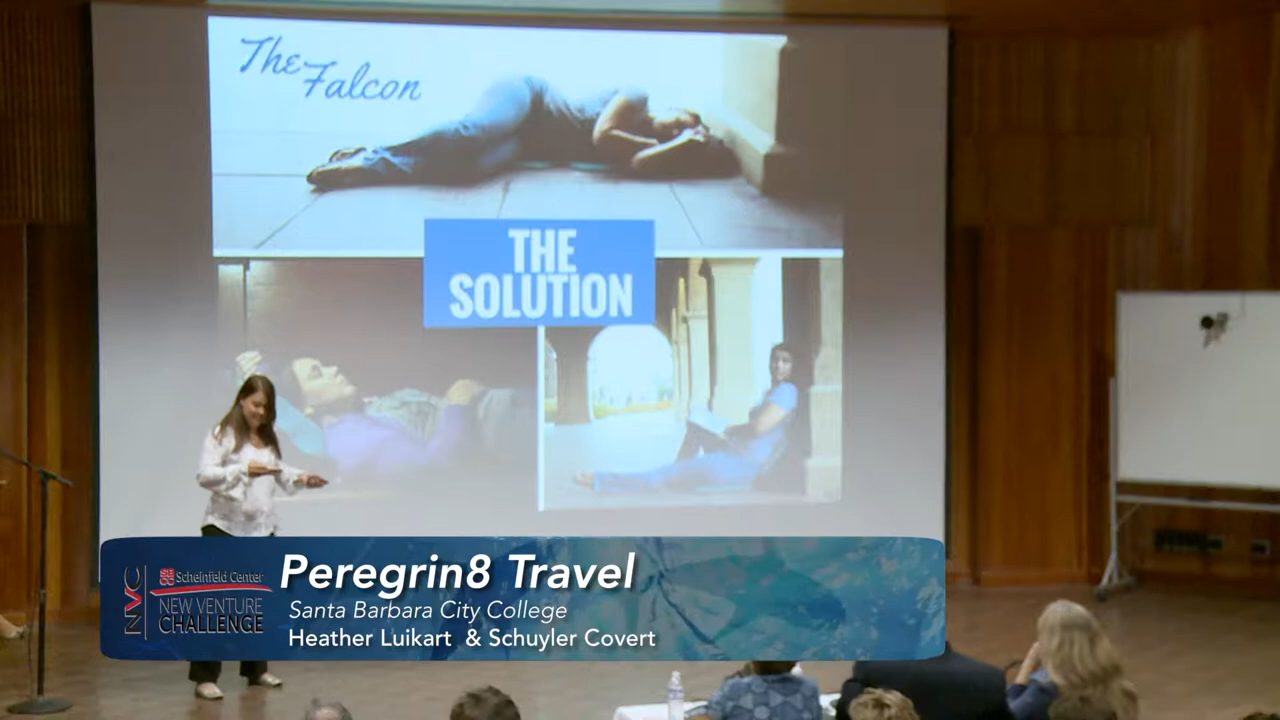 The
Falcon
THE
SOLUTION
Peregrin8 Travel
Santa Barbara City College
Heather Luikart & Schuyler Covert
NVC
SBCC Scheinfeld Center
NEW VENTURE
CHALLENGE